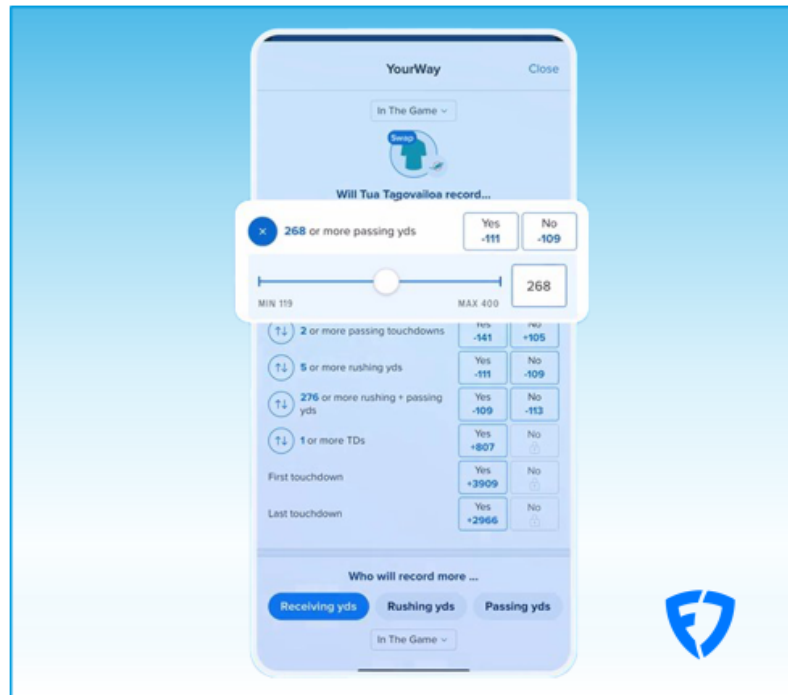 YourWay Close
In The Game
Swap
Will Tua Tagovailoa record...
268 or more passing yds Yes -111 No -109
268
MIN 119 MAX 400
2 or more passing touchdowns Yes -141 No +105
5 or more rushing yds Yes -111 No -109
276 or more rushing + passing yds Yes -109 No -113
1 or more TDs Yes +807 No
First touchdown Yes +3909 No
Last touchdown Yes +2966 No
Who will record more ...
Receiving yds Rushing yds Passing yds
In The Game